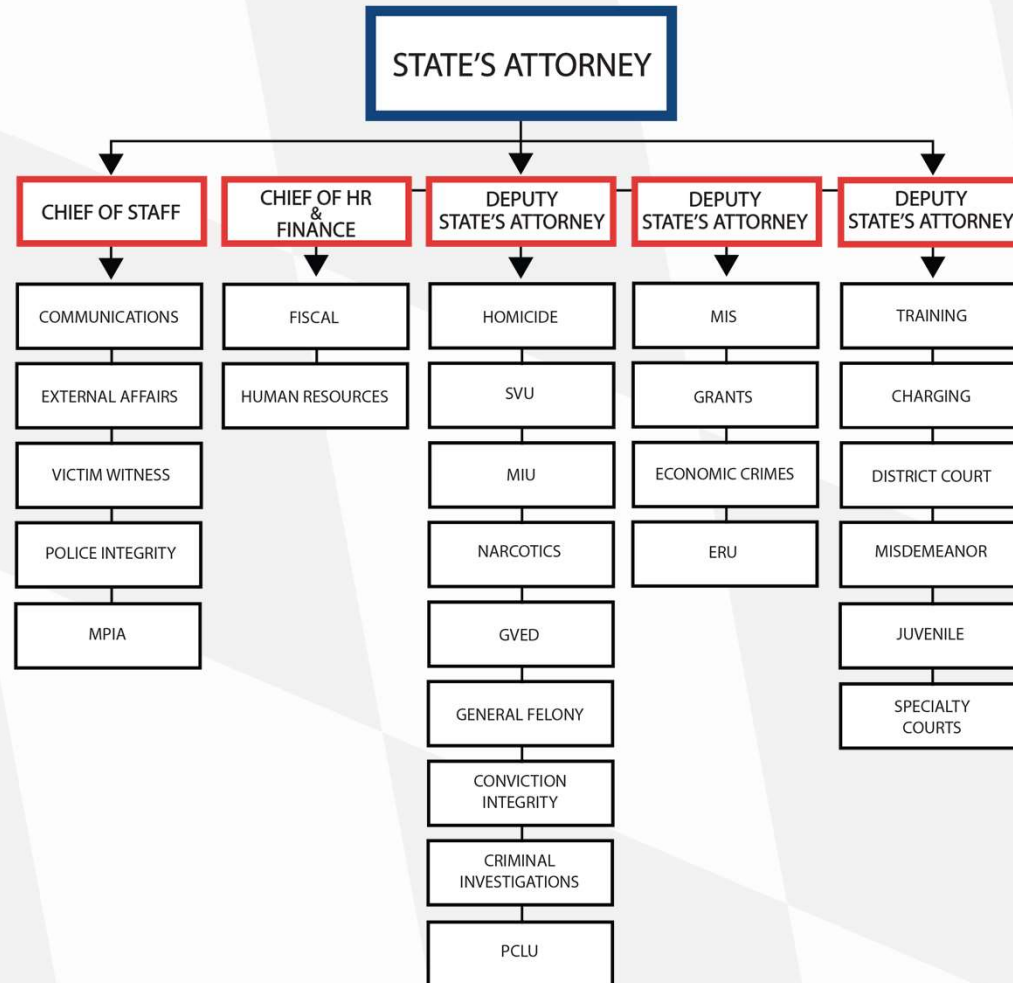 STATE'S ATTORNEY
CHIEF OF STAFF
CHIEF OF HR
&
FINANCE
DEPUTY
STATE'S ATTORNEY
DEPUTY
STATE'S ATTORNEY
DEPUTY
STATE'S ATTORNEY
COMMUNICATIONS
EXTERNAL AFFAIRS
VICTIM WITNESS
POLICE INTEGRITY
MPIA
FISCAL
HUMAN RESOURCES
HOMICIDE
SVU
MIU
NARCOTICS
GVED
GENERAL FELONY
CONVICTION
INTEGRITY
CRIMINAL
INVESTIGATIONS
PCLU
MIS
GRANTS
ECONOMIC CRIMES
ERU
TRAINING
CHARGING
DISTRICT COURT
MISDEMEANOR
JUVENILE
SPECIALTY
COURTS